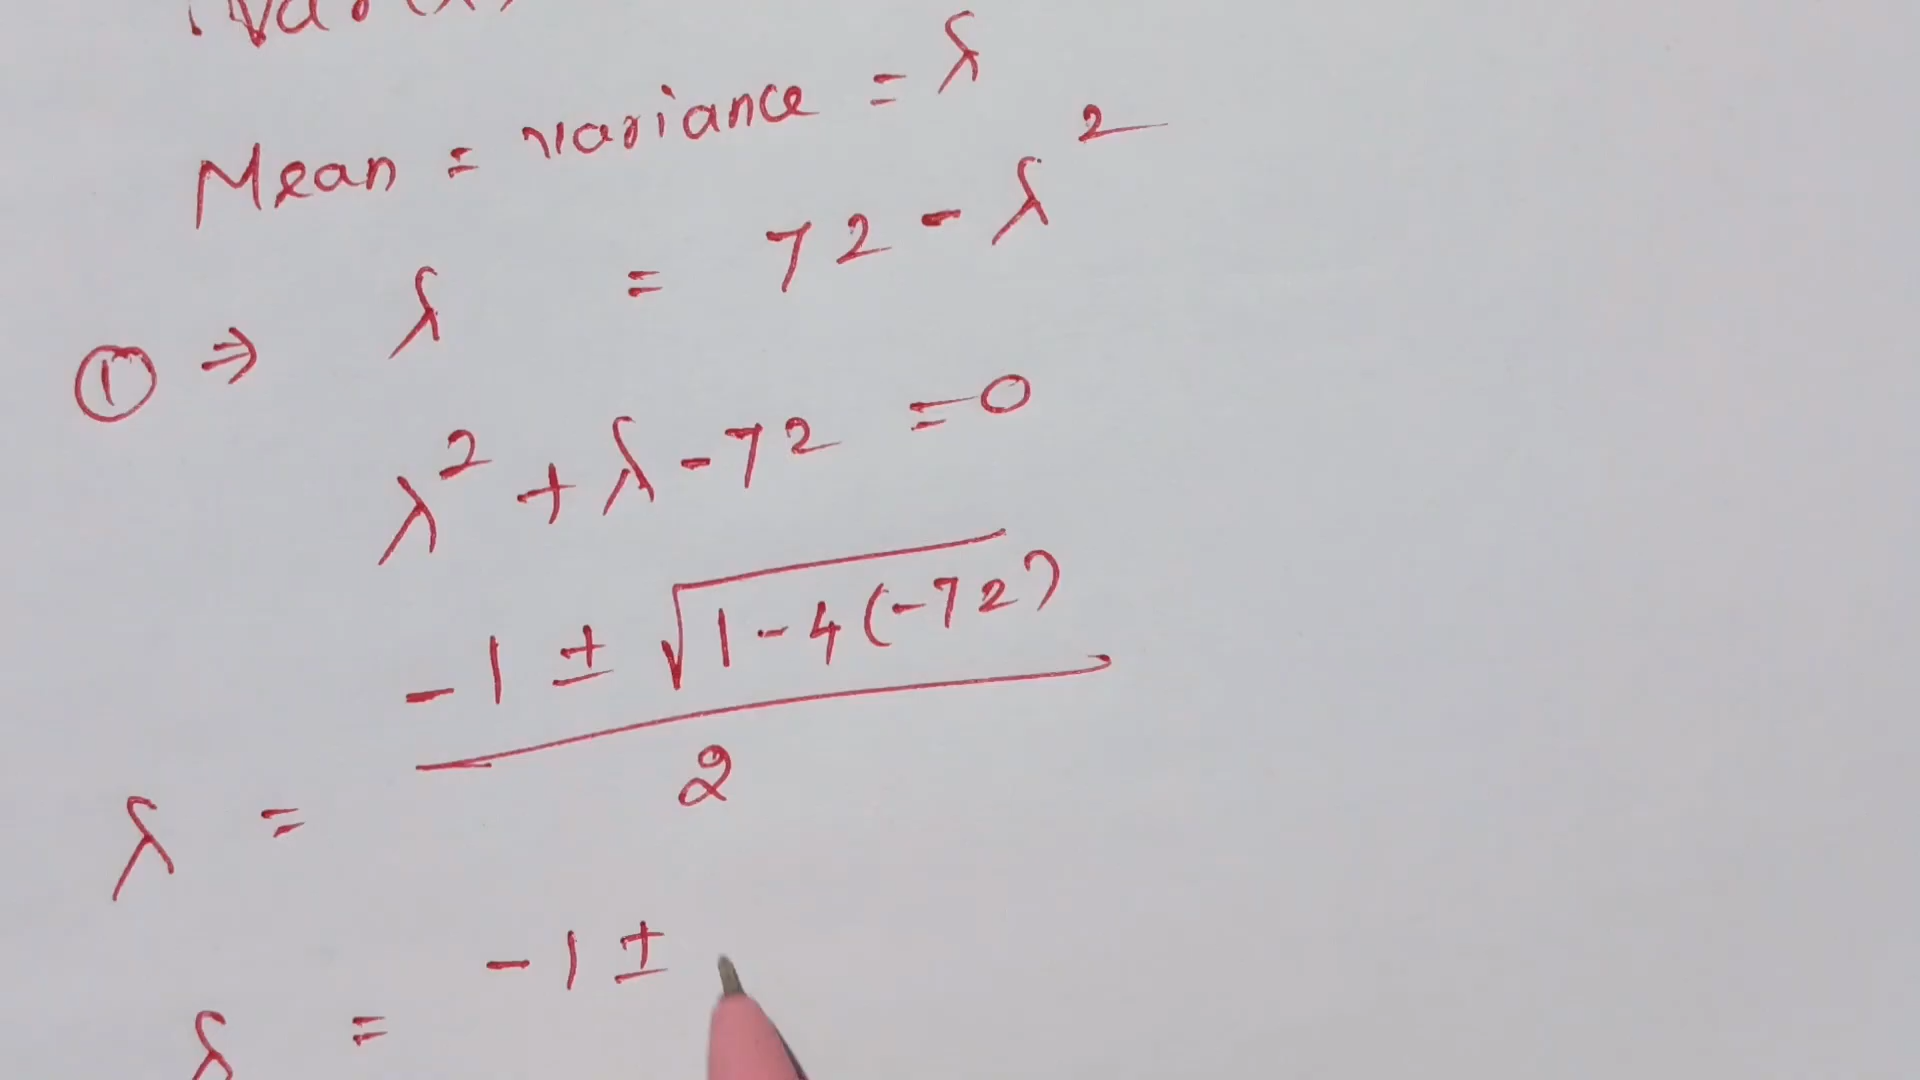 Mean = variance = λ
① ⇒ λ = 72 - λ²
λ² + λ - 72 = 0
λ = -1 ± √1-4(-72) / 2
λ = -1 ±